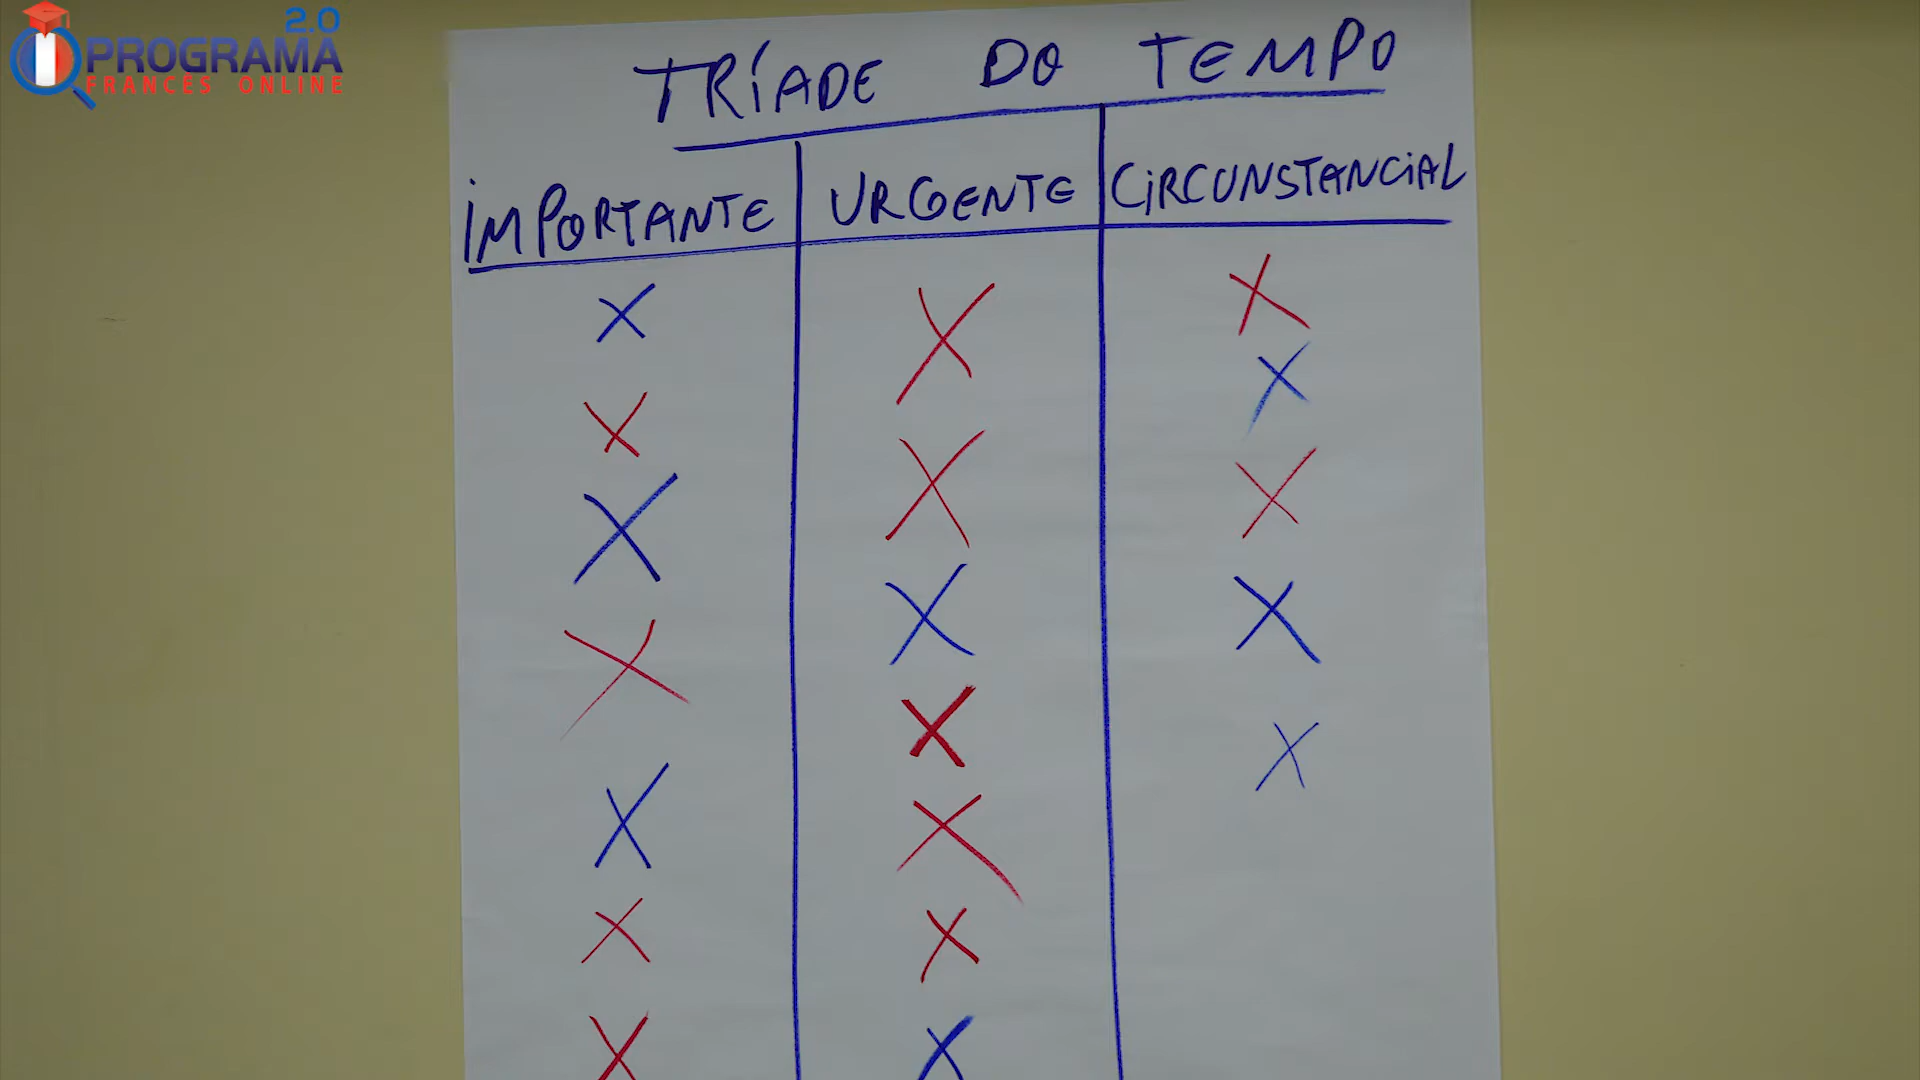 2.0
PROGRAMA
FRANCÊS ONLINE
TRÍADE DO TEMPO
IMPORTANTE URGENTE CIRCUNSTANCIAL
X X X
X X X
X X X
X X X
X X X
X X
X X